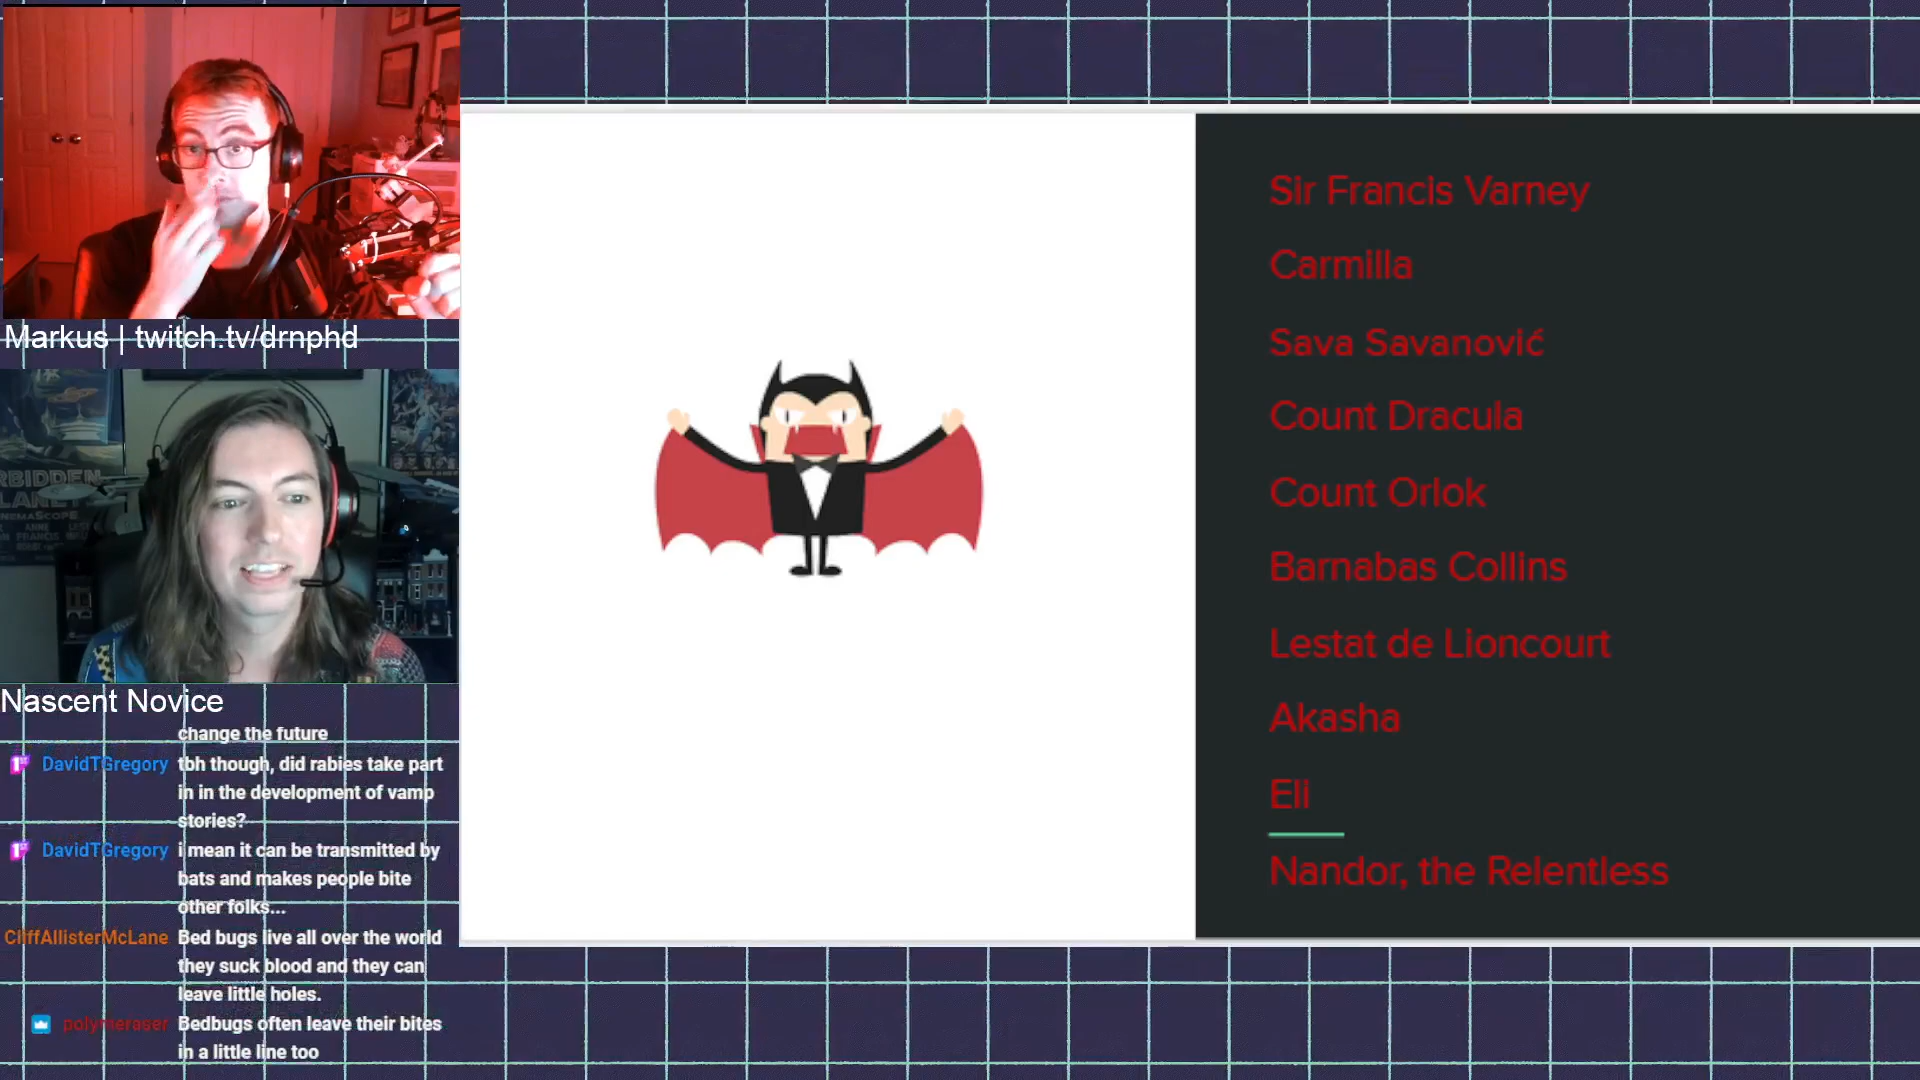 Markus | twitch.tv/drnphd
Nascent Novice
change the future
DavidTGregory tbh though, did rabies take part
in in the development of vamp
stories?
DavidTGregory i mean it can be transmitted by
bats and makes people bite
other folks...
CliffAllisterMcLane Bed bugs live all over the world
they suck blood and they can
leave little holes.
polymeraser Bedbugs often leave their bites
in a little line too
Sir Francis Varney
Carmilla
Sava Savanović
Count Dracula
Count Orlok
Barnabas Collins
Lestat de Lioncourt
Akasha
Eli
Nandor, the Relentless